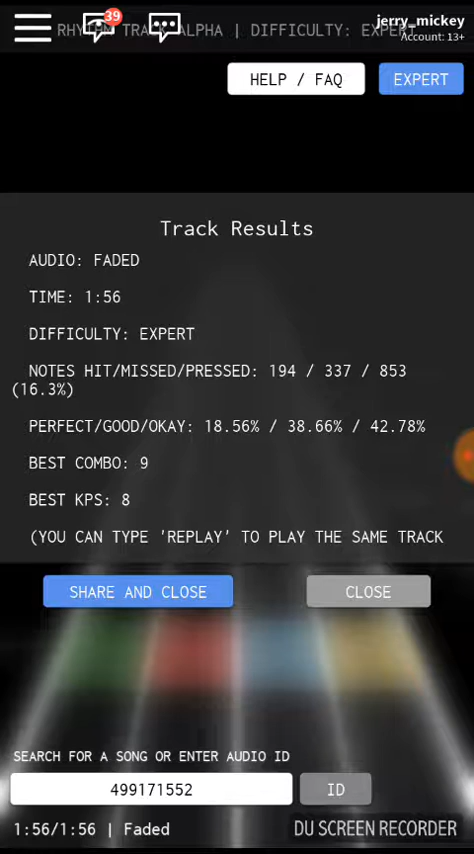 39
jerry_mickey
RHYTHM TRACK ALPHA | DIFFICULTY: EXPERT
Account: 13+
HELP / FAQ
EXPERT
Track Results
AUDIO: FADED
TIME: 1:56
DIFFICULTY: EXPERT
NOTES HIT/MISSED/PRESSED: 194 / 337 / 853
(16.3%)
PERFECT/GOOD/OKAY: 18.56% / 38.66% / 42.78%
BEST COMBO: 9
BEST KPS: 8
(YOU CAN TYPE 'REPLAY' TO PLAY THE SAME TRACK
SHARE AND CLOSE
CLOSE
SEARCH FOR A SONG OR ENTER AUDIO ID
499171552
ID
1:56/1:56 | Faded
DU SCREEN RECORDER